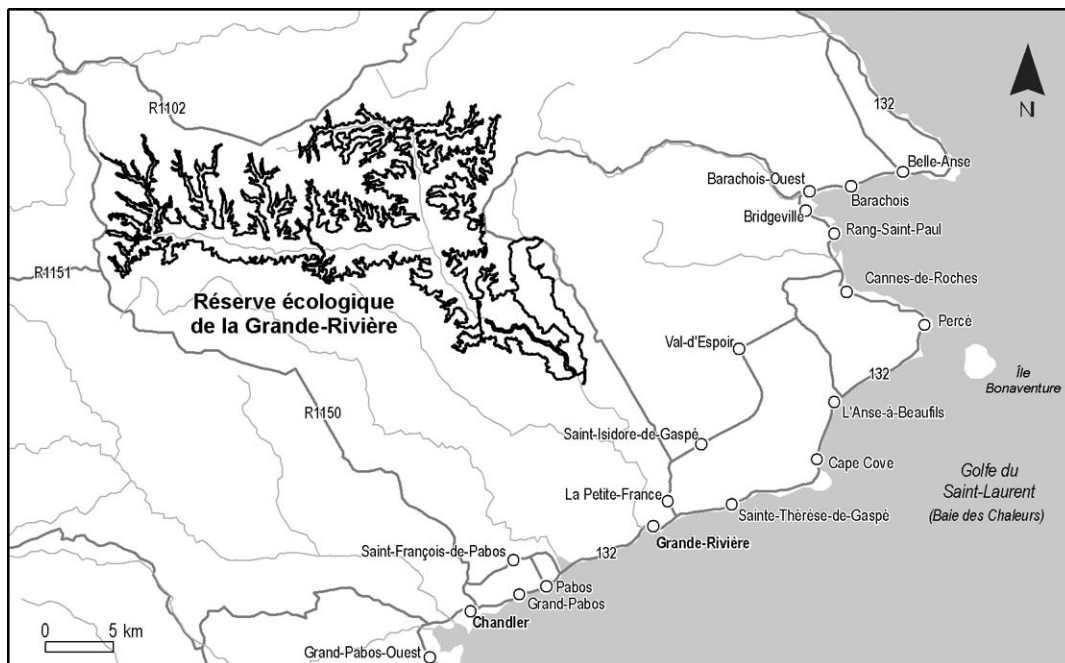 R1102
132
N
Belle-Anse
Barachois-Ouest
Barachois
Bridgeville
Rang-Saint-Paul
R1151
Cannes-de-Roches
Réserve écologique
de la Grande-Rivière
Percé
Val-d'Espoir
Île
Bonaventure
132
R1150
L'Anse-à-Beaufils
Saint-Isidore-de-Gaspé
Cape Cove
Golfe du
Saint-Laurent
(Baie des Chaleurs)
La Petite-France
Sainte-Thérèse-de-Gaspé
Grande-Rivière
132
Saint-François-de-Pabos
Pabos
Grand-Pabos
Chandler
0 5 km
Grand-Pabos-Ouest